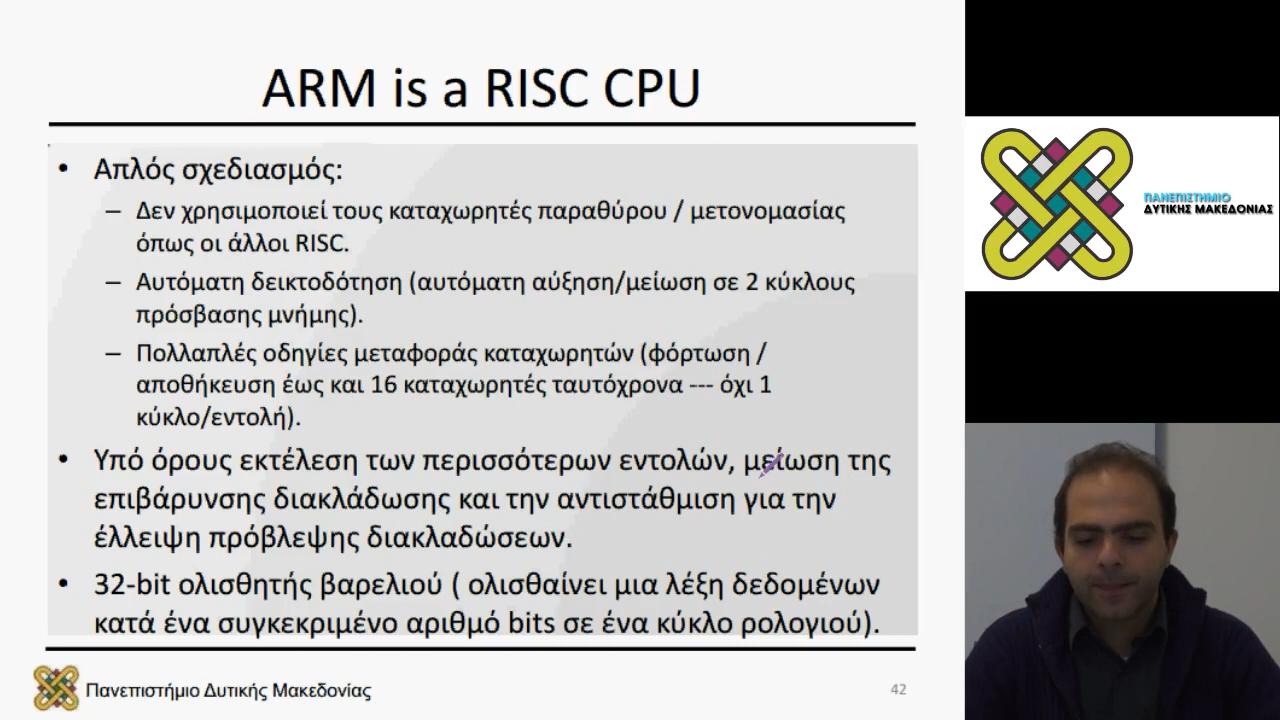 ARM is a RISC CPU
• Απλός σχεδιασμός:
– Δεν χρησιμοποιεί τους καταχωρητές παραθύρου / μετονομασίας
όπως οι άλλοι RISC.
– Αυτόματη δεικτοδότηση (αυτόματη αύξηση/μείωση σε 2 κύκλους
πρόσβασης μνήμης).
– Πολλαπλές οδηγίες μεταφοράς καταχωρητών (φόρτωση /
αποθήκευση έως και 16 καταχωρητές ταυτόχρονα --- όχι 1
κύκλο/εντολή).
• Υπό όρους εκτέλεση των περισσότερων εντολών, μείωση της
επιβάρυνσης διακλάδωσης και την αντιστάθμιση για την
έλλειψη πρόβλεψης διακλαδώσεων.
• 32-bit ολισθητής βαρελιού ( ολισθαίνει μια λέξη δεδομένων
κατά ένα συγκεκριμένο αριθμό bits σε ένα κύκλο ρολογιού).
Πανεπιστήμιο Δυτικής Μακεδονίας
42
ΠΑΝΕΠΙΣΤΗΜΙΟ
ΔΥΤΙΚΗΣ ΜΑΚΕΔΟΝΙΑΣ